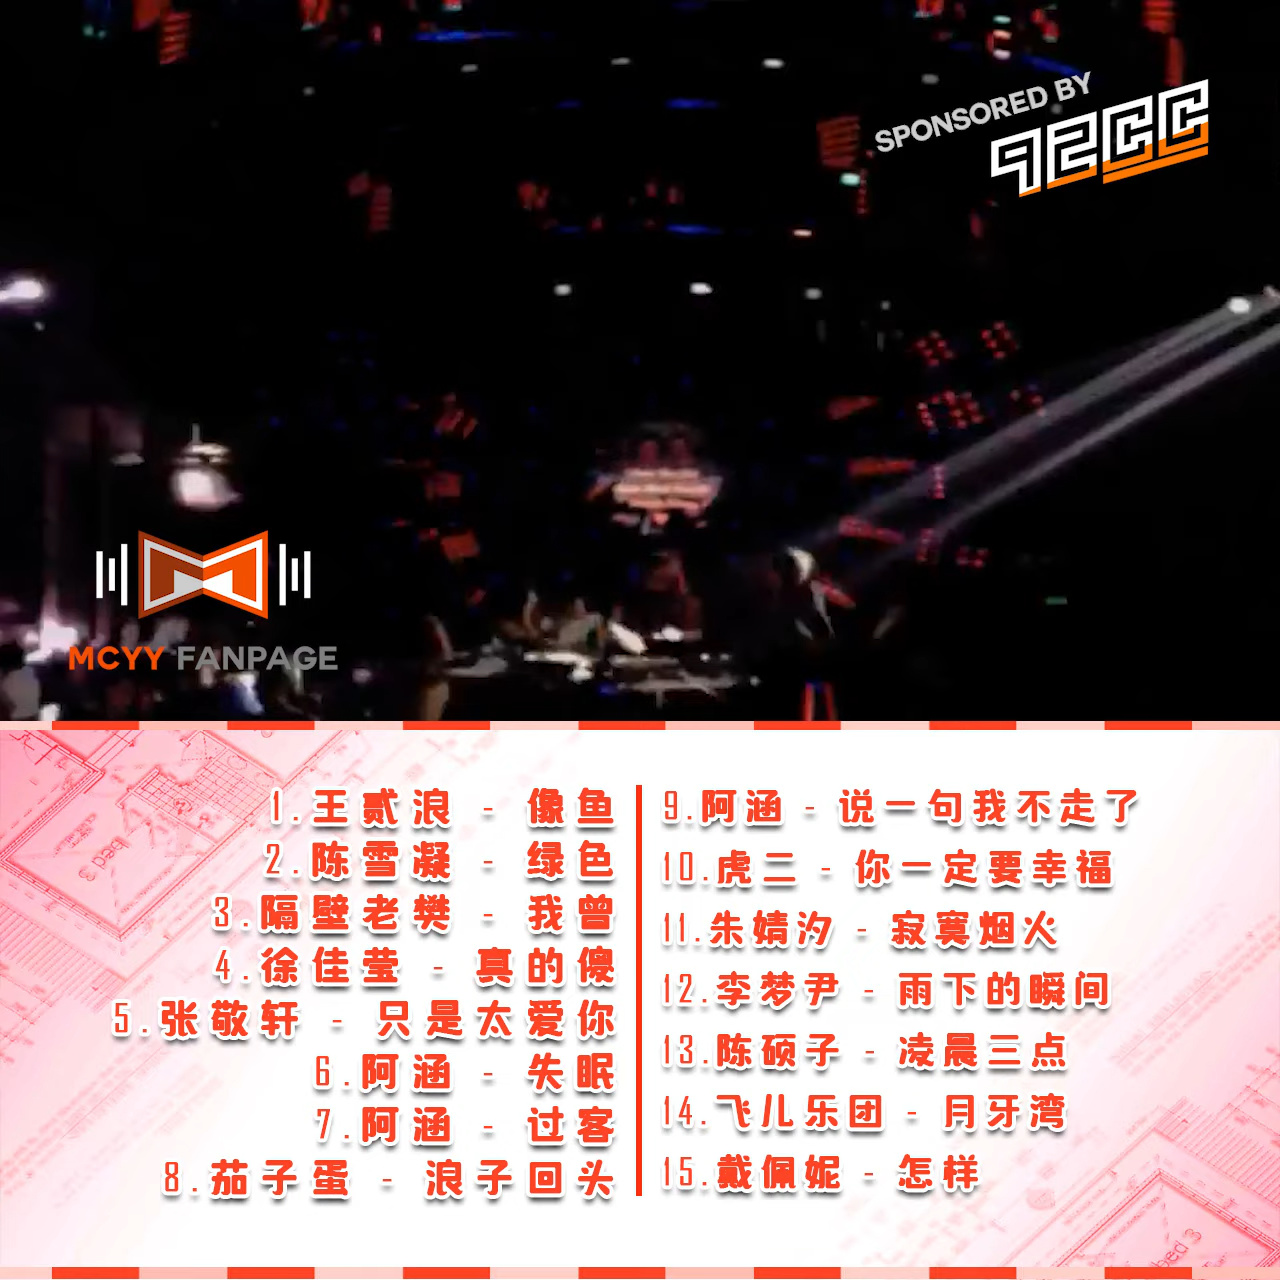 SPONSORED BY
92CC
MCYY FANPAGE
1.王贰浪 - 像鱼
2.陈雪凝 - 绿色
3.隔壁老樊 - 我曾
4.徐佳莹 - 真的傻
5.张敬轩 - 只是太爱你
6.阿涵 - 失眠
7.阿涵 - 过客
8.茄子蛋 - 浪子回头
9.阿涵 - 说一句我不走了
10.虎二 - 你一定要幸福
11.朱婧汐 - 寂寞烟火
12.李梦尹 - 雨下的瞬间
13.陈硕子 - 凌晨三点
14.飞儿乐团 - 月牙湾
15.戴佩妮 - 怎样
bed 3